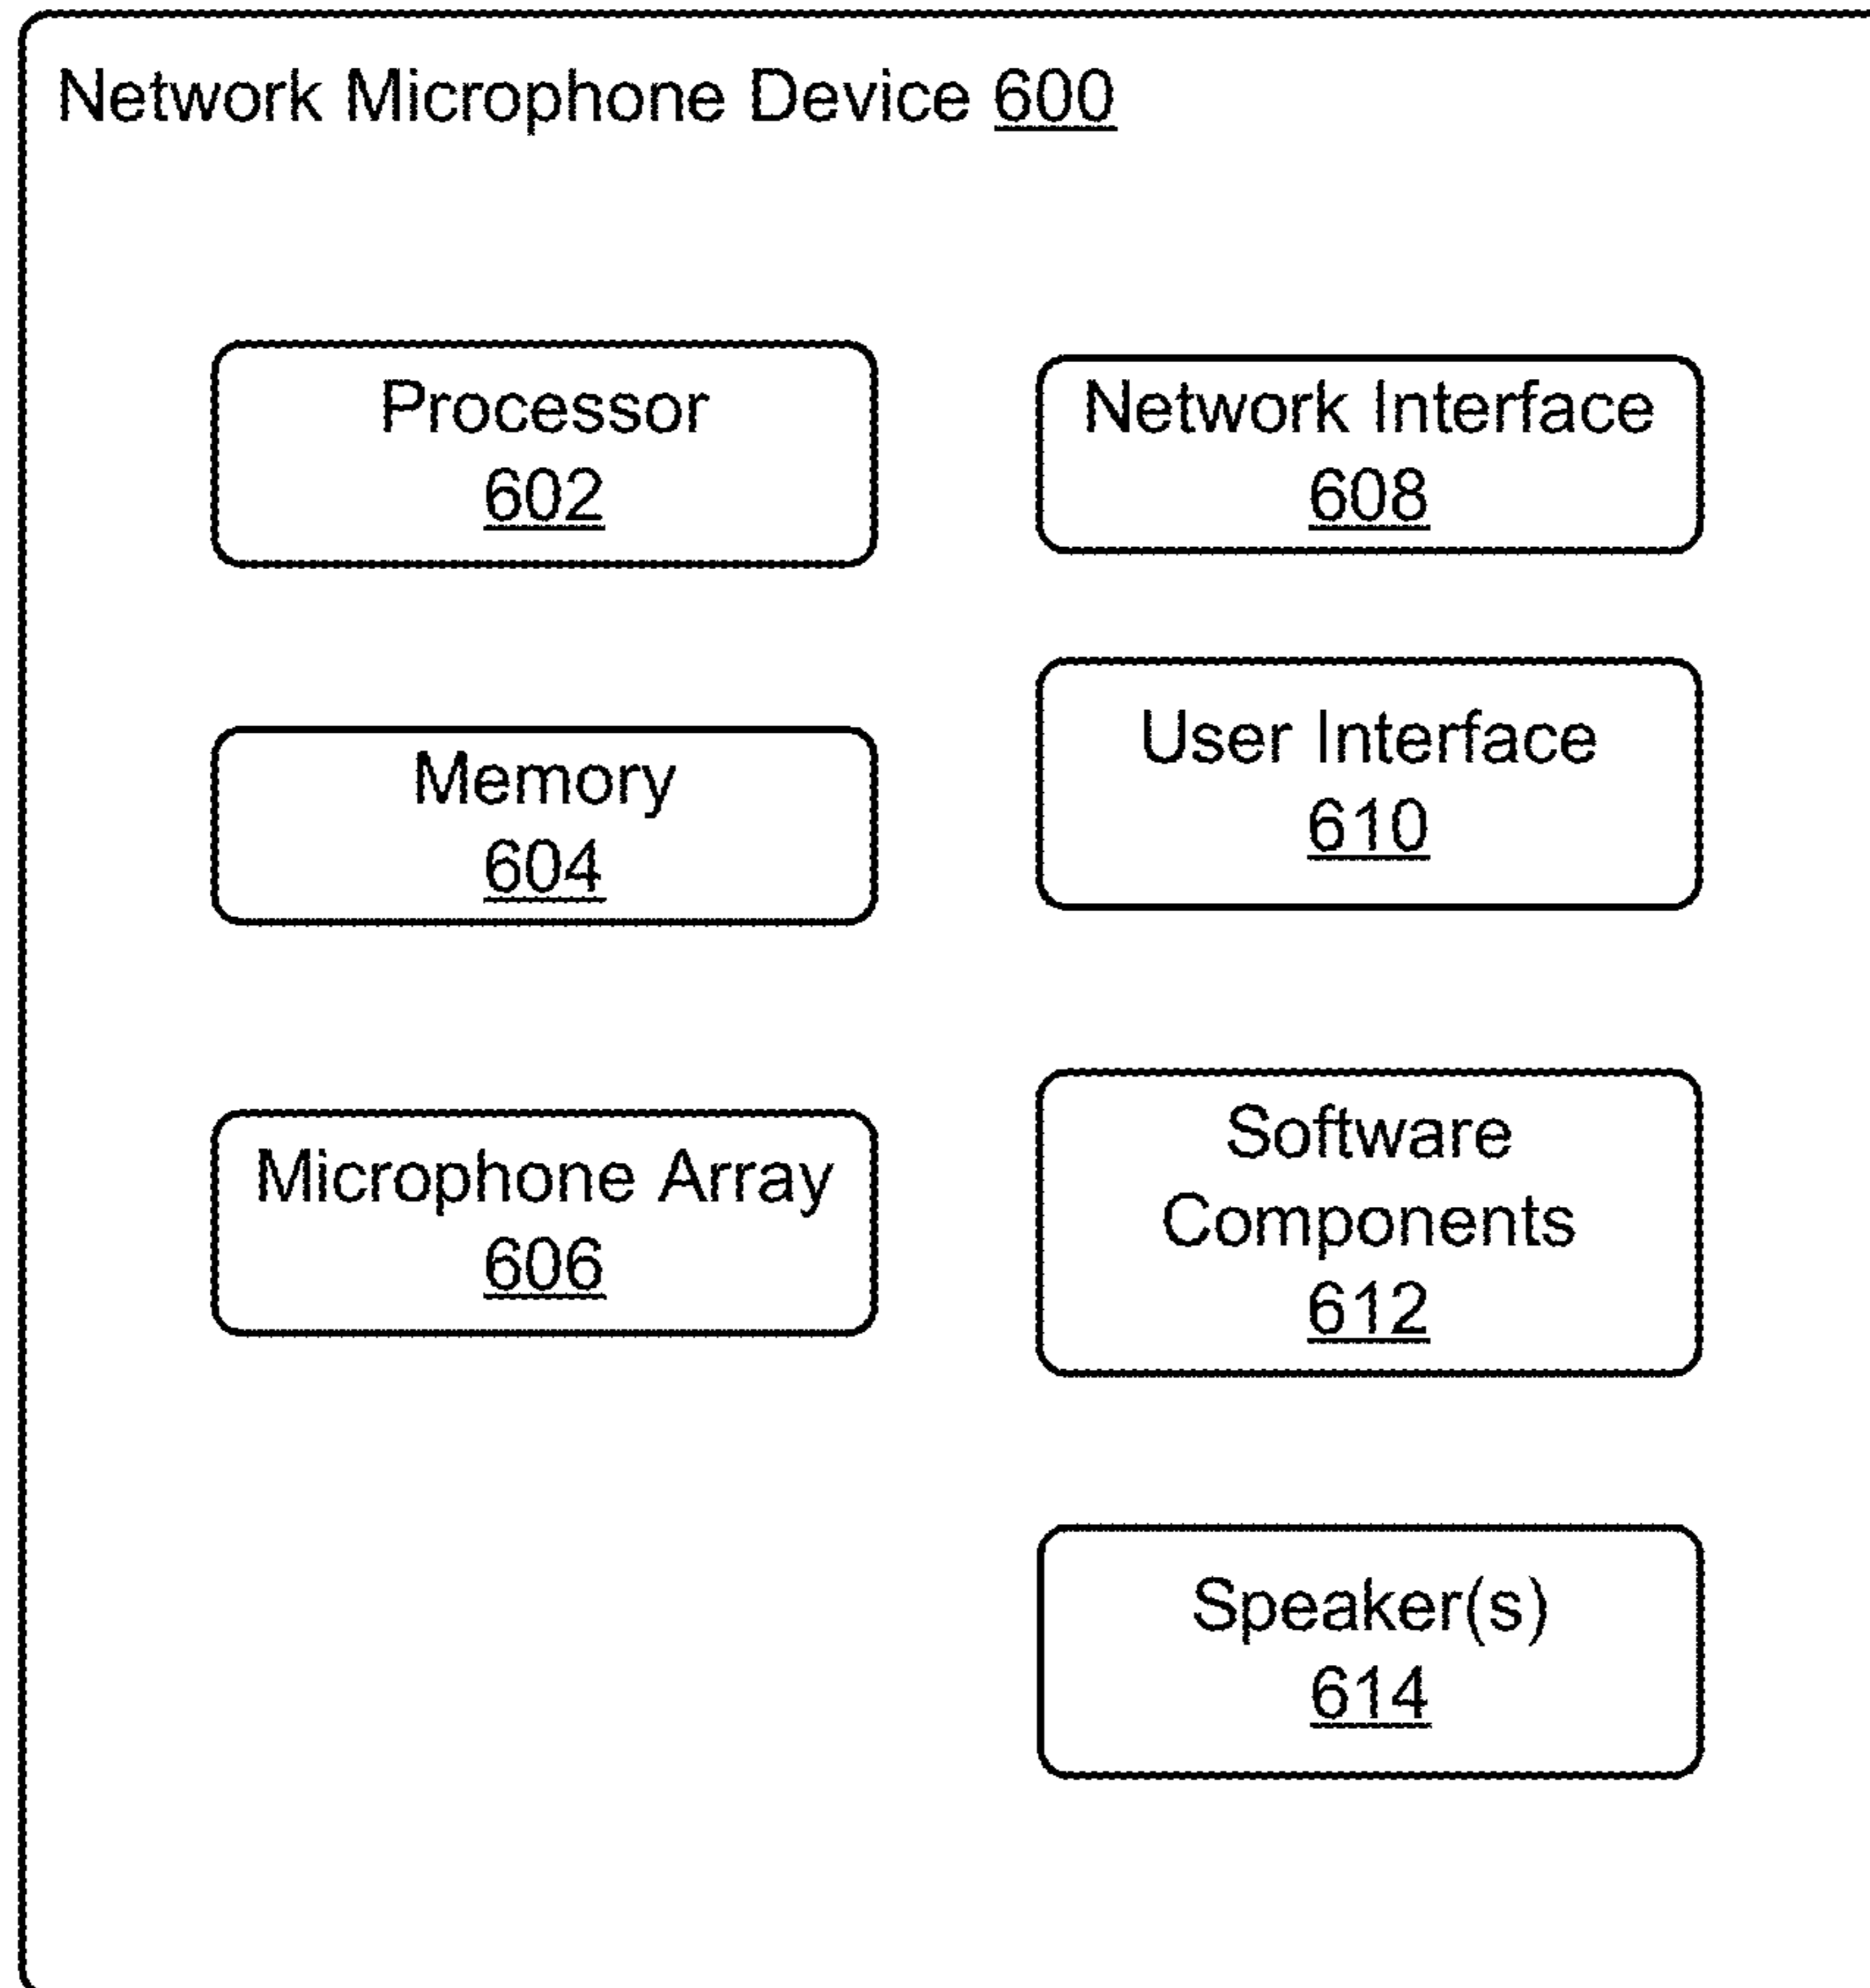 Network Microphone Device 600
Processor
602
Network Interface
608
Memory
604
User Interface
610
Microphone Array
606
Software
Components
612
Speaker(s)
614